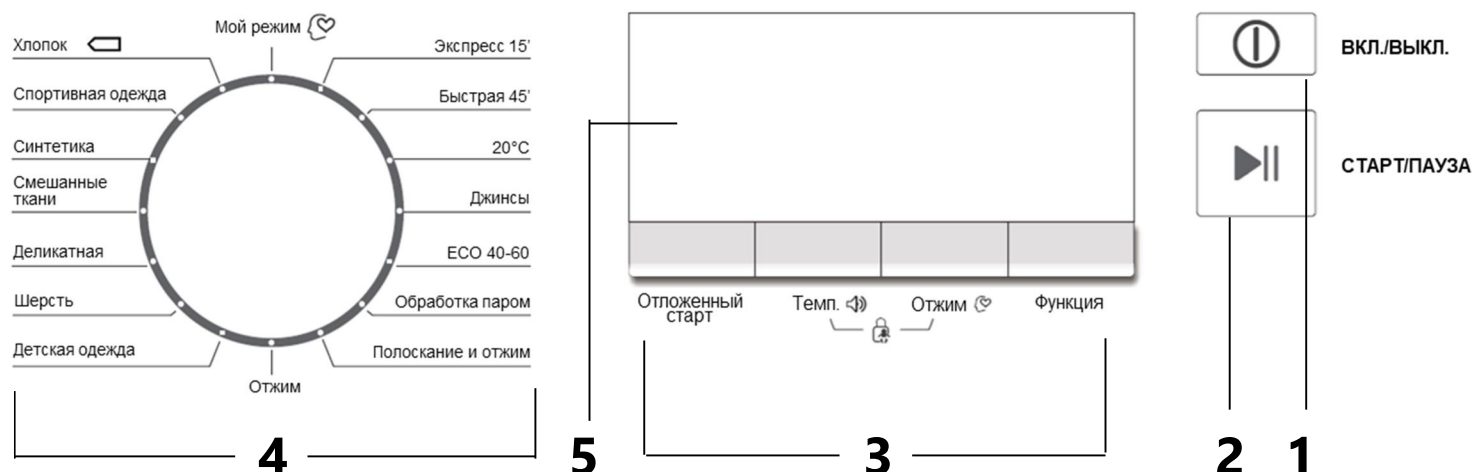 Мой режим
Хлопок
Экспресс 15'
Спортивная одежда
Быстрая 45'
Синтетика
20°C
Смешанные
ткани
Джинсы
Деликатная
ECO 40-60
Шерсть
Обработка паром
Детская одежда
Полоскание и отжим
Отжим
4
5
Отложенный
старт
Темп.
Отжим
Функция
3
ВКЛ./ВЫКЛ.
СТАРТ/ПАУЗА
2
1